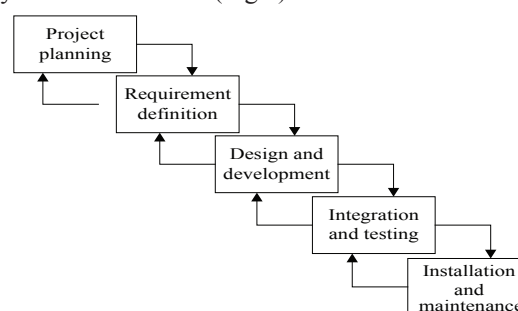 Project
planning
Requirement
definition
Design and
development
Integration
and testing
Installation
and
maintenance